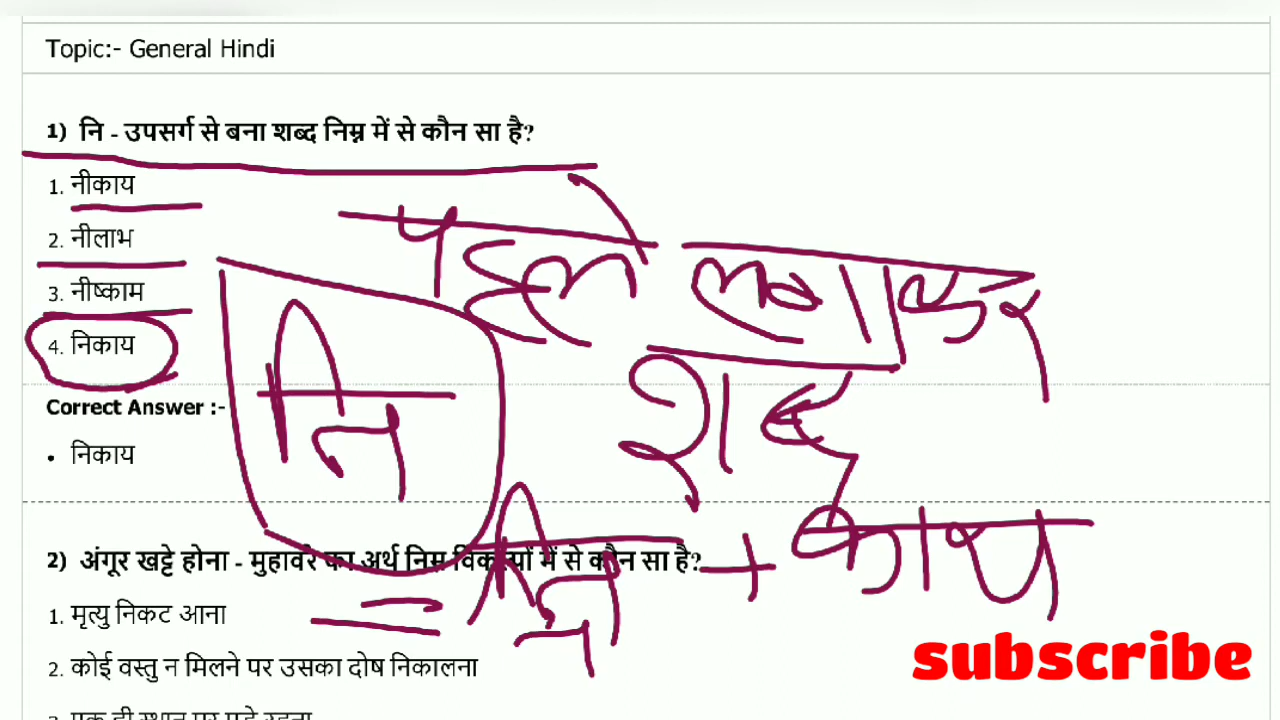 Topic:- General Hindi
1) नि - उपसर्ग से बना शब्द निम्न में से कौन सा है?
1. नीकाय
2. नीलाभ
3. नीष्काम
4. निकाय
पहले लगाकर
शब्द
नि
Correct Answer :-
• निकाय
नि + काय
2) अंगूर खट्टे होना - मुहावरे का अर्थ निम्न विकल्पों में से कौन सा है?
1. मृत्यु निकट आना
2. कोई वस्तु न मिलने पर उसका दोष निकालना
subscribe